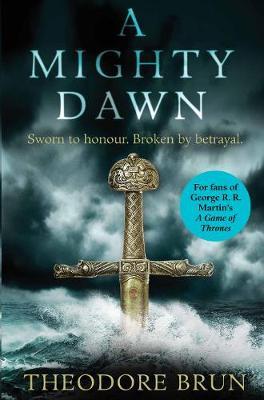 A
MIGHTY
DAWN
Sworn to honour. Broken by betrayal.
For fans of
George R. R.
Martin's
A Game of
Thrones
THEODORE BRUN